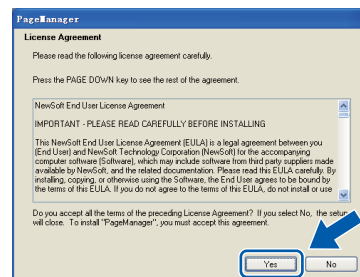 PageManager
License Agreement
Please read the following license agreement carefully.
Press the PAGE DOWN key to see the rest of the agreement.
NewSoft End User License Agreement
IMPORTANT - PLEASE READ CAREFULLY BEFORE INSTALLING
This NewSoft End User License Agreement (EULA) is a legal agreement between you
(End User) and NewSoft Technology Corporation (NewSoft) for the accompanying
computer software (Software), which may include software from third party suppliers made
available by NewSoft, and the related documentation. Please read this EULA carefully. By
installing, copying, or otherwise using the Software, the End User agrees to be bound by
the terms of this EULA. If you do not agree to the terms of this EULA, do not install or use
Do you accept all the terms of the preceding License Agreement? If you select No, the setup
will close. To install "PageManager", you must accept this agreement.
Yes
No